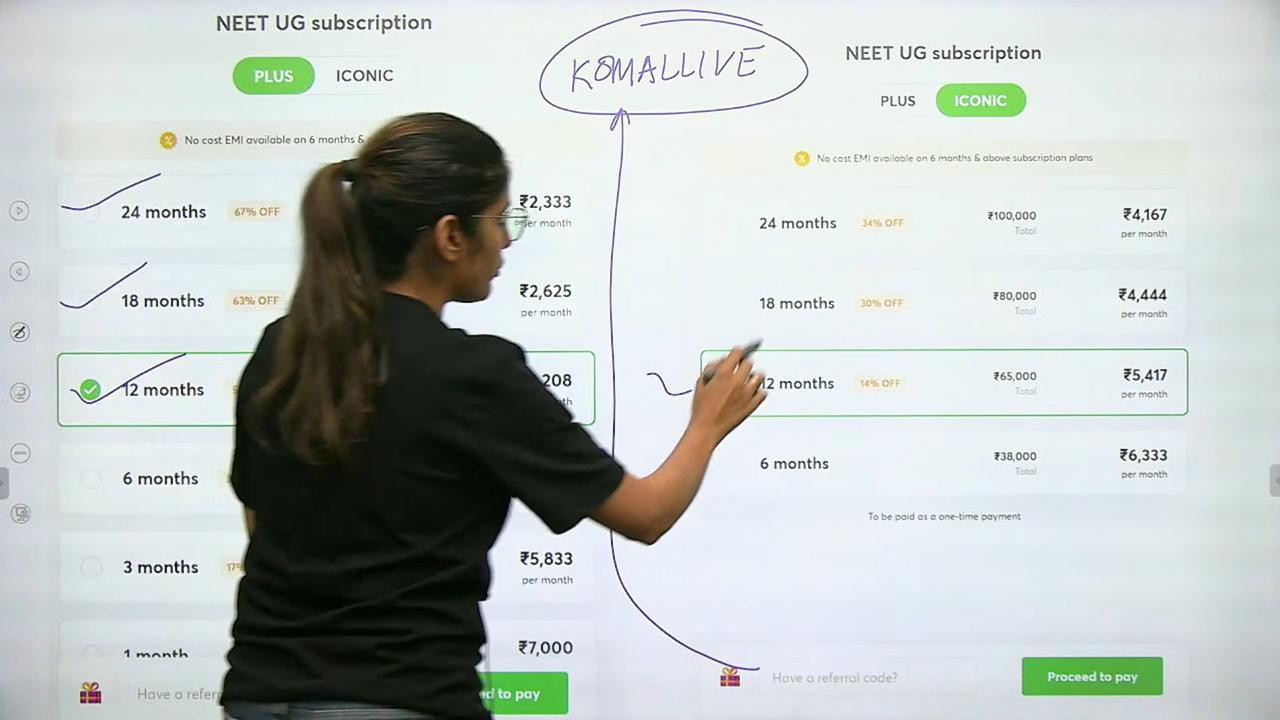 NEET UG subscription
PLUS ICONIC
No cost EMI available on 6 months &
24 months 67% OFF ₹2,333
per month
18 months 63% OFF ₹2,625
per month
12 months 208
6 months
3 months 17% ₹5,833
per month
1 month ₹7,000
Have a referr
ed to pay
KOMALLIVE
NEET UG subscription
PLUS ICONIC
No cost EMI available on 6 months & above subscription plans
24 months 34% OFF ₹100,000 ₹4,167
Total per month
18 months 30% OFF ₹80,000 ₹4,444
Total per month
12 months 14% OFF ₹65,000 ₹5,417
Total per month
6 months ₹38,000 ₹6,333
Total per month
To be paid as a one-time payment
Have a referral code?
Proceed to pay